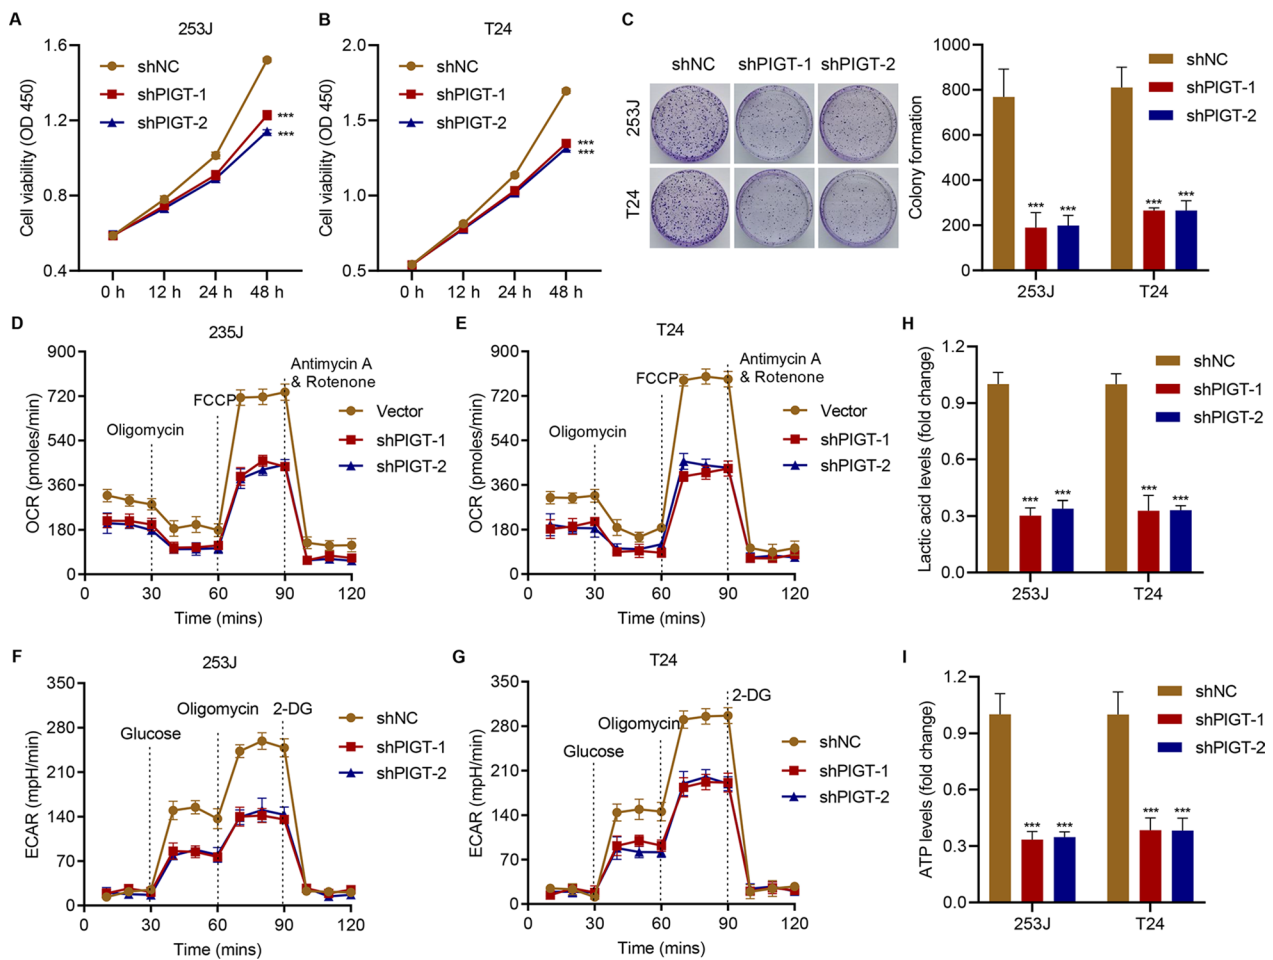 A
253J
1.6
1.2
0.8
0.4
Cell viability (OD 450)
shNC
shPIGT-1
shPIGT-2
***
***
0 h 12 h 24 h 48 h
B
T24
2.0
1.5
1.0
0.5
Cell viability (OD 450)
shNC
shPIGT-1
shPIGT-2
***
***
0 h 12 h 24 h 48 h
C
shNC shPIGT-1 shPIGT-2
253J
T24
1000
800
600
400
200
0
Colony formation
shNC
shPIGT-1
shPIGT-2
*** *** *** ***
253J T24
D
235J
900
720
540
360
180
0
OCR (pmoles/min)
Oligomycin
FCCP
Antimycin A
& Rotenone
Vector
shPIGT-1
shPIGT-2
0 30 60 90 120
Time (mins)
E
T24
900
720
540
360
180
0
OCR (pmoles/min)
Oligomycin
FCCP
Antimycin A
& Rotenone
Vector
shPIGT-1
shPIGT-2
0 30 60 90 120
Time (mins)
H
1.2
0.9
0.6
0.3
0.0
Lactic acid levels (fold change)
shNC
shPIGT-1
shPIGT-2
*** *** *** ***
253J T24
F
253J
350
280
210
140
70
0
ECAR (mpH/min)
Glucose
Oligomycin
2-DG
shNC
shPIGT-1
shPIGT-2
0 30 60 90 120
Time (mins)
G
T24
350
280
210
140
70
0
ECAR (mpH/min)
Glucose
Oligomycin
2-DG
shNC
shPIGT-1
shPIGT-2
0 30 60 90 120
Time (mins)
I
1.2
0.9
0.6
0.3
0.0
ATP levels (fold change)
shNC
shPIGT-1
shPIGT-2
*** *** *** ***
253J T24